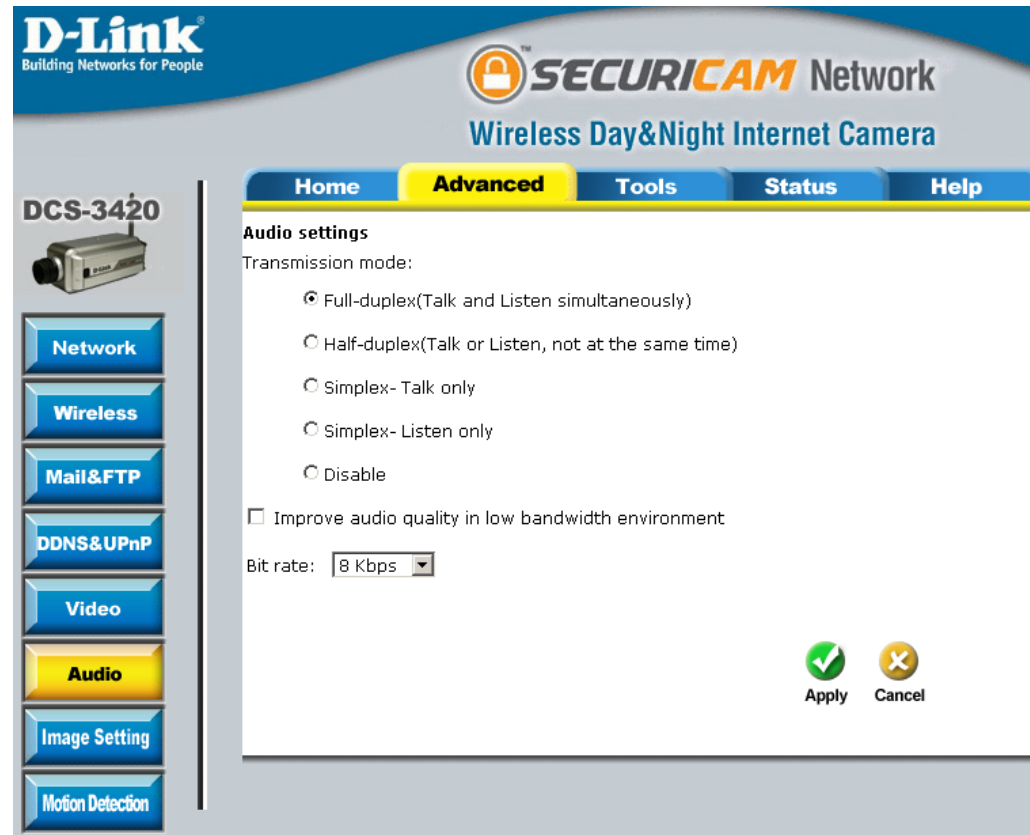 D-Link®
Building Networks for People
SECURICAM™ Network
Wireless Day&Night Internet Camera
Home Advanced Tools Status Help
DCS-3420
Network
Wireless
Mail&FTP
DDNS&UPnP
Video
Audio
Image Setting
Motion Detection
Audio settings
Transmission mode:
Full-duplex(Talk and Listen simultaneously)
Half-duplex(Talk or Listen, not at the same time)
Simplex- Talk only
Simplex- Listen only
Disable
Improve audio quality in low bandwidth environment
Bit rate: 8 Kbps
Apply Cancel